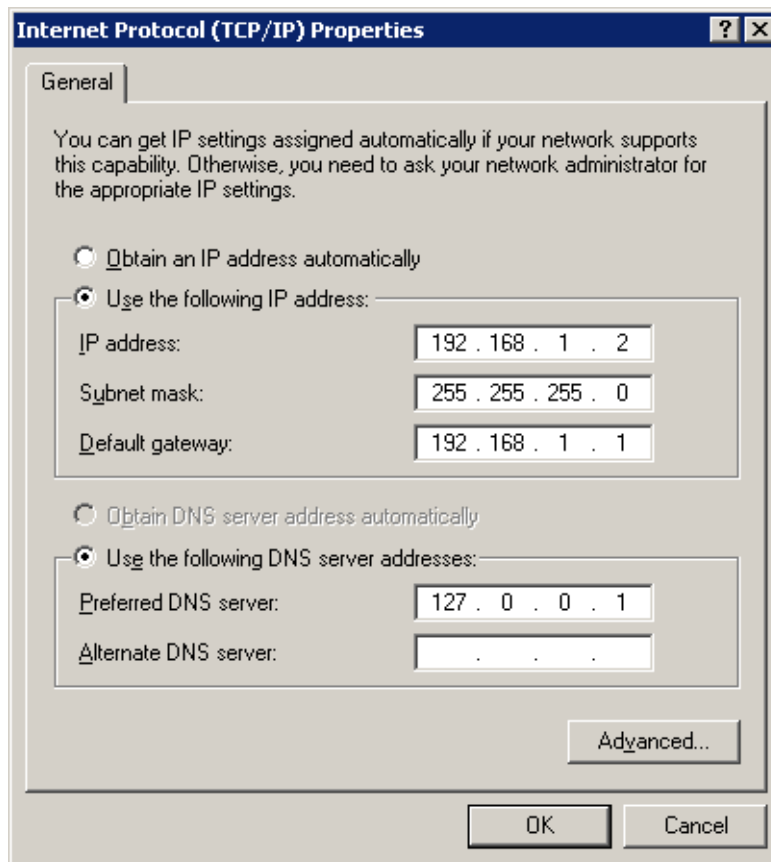 Internet Protocol (TCP/IP) Properties
General
You can get IP settings assigned automatically if your network supports
this capability. Otherwise, you need to ask your network administrator for
the appropriate IP settings.
Obtain an IP address automatically
Use the following IP address:
IP address: 192 . 168 . 1 . 2
Subnet mask: 255 . 255 . 255 . 0
Default gateway: 192 . 168 . 1 . 1
Obtain DNS server address automatically
Use the following DNS server addresses:
Preferred DNS server: 127 . 0 . 0 . 1
Alternate DNS server: . . .
Advanced...
OK Cancel